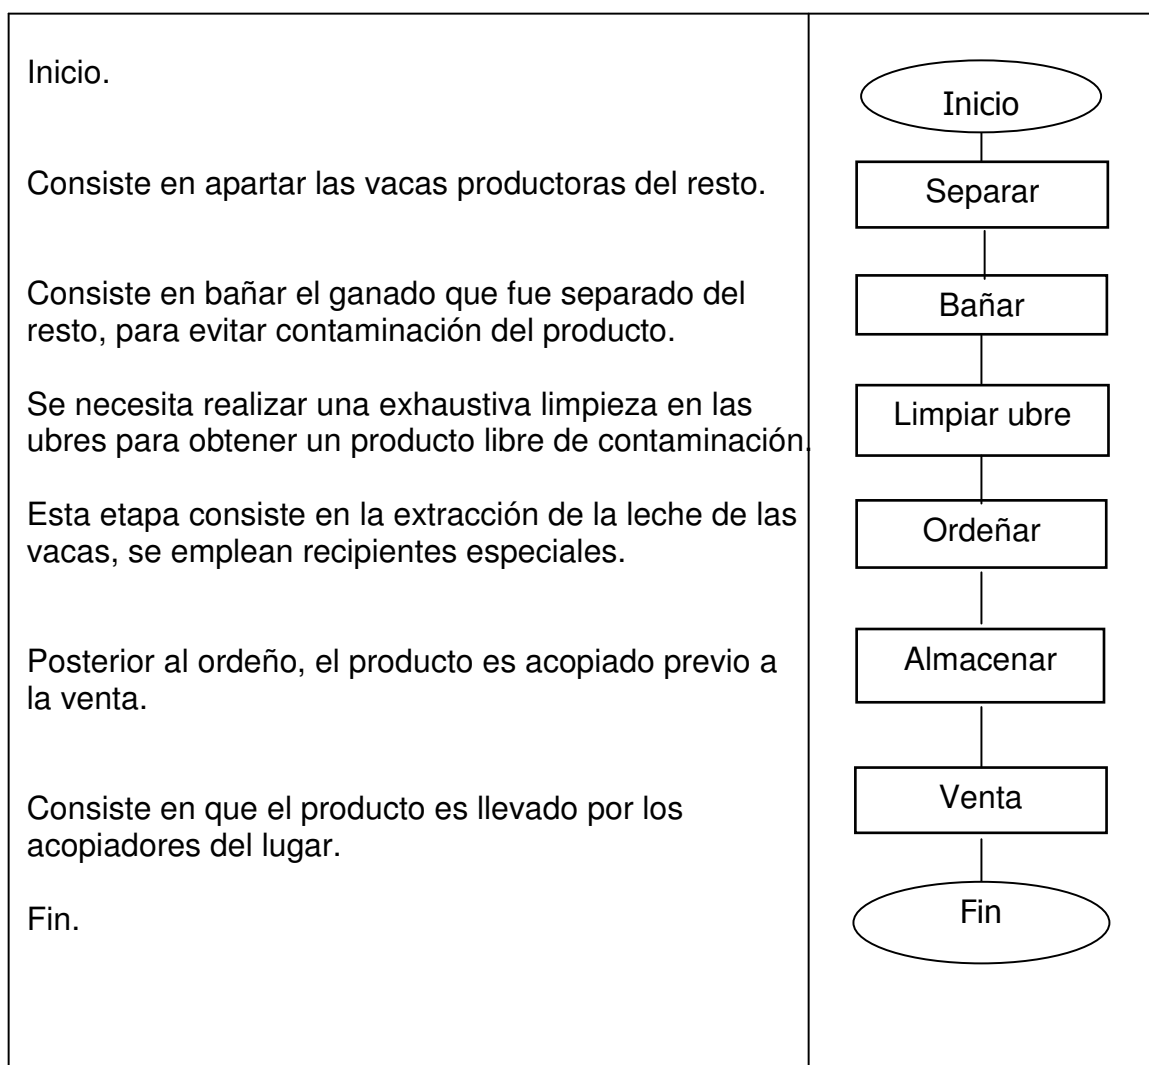 Inicio.
Inicio
Consiste en apartar las vacas productoras del resto.
Separar
Consiste en bañar el ganado que fue separado del
resto, para evitar contaminación del producto.
Bañar
Se necesita realizar una exhaustiva limpieza en las
ubres para obtener un producto libre de contaminación.
Limpiar ubre
Esta etapa consiste en la extracción de la leche de las
vacas, se emplean recipientes especiales.
Ordeñar
Posterior al ordeño, el producto es acopiado previo a
la venta.
Almacenar
Consiste en que el producto es llevado por los
acopiadores del lugar.
Venta
Fin.
Fin